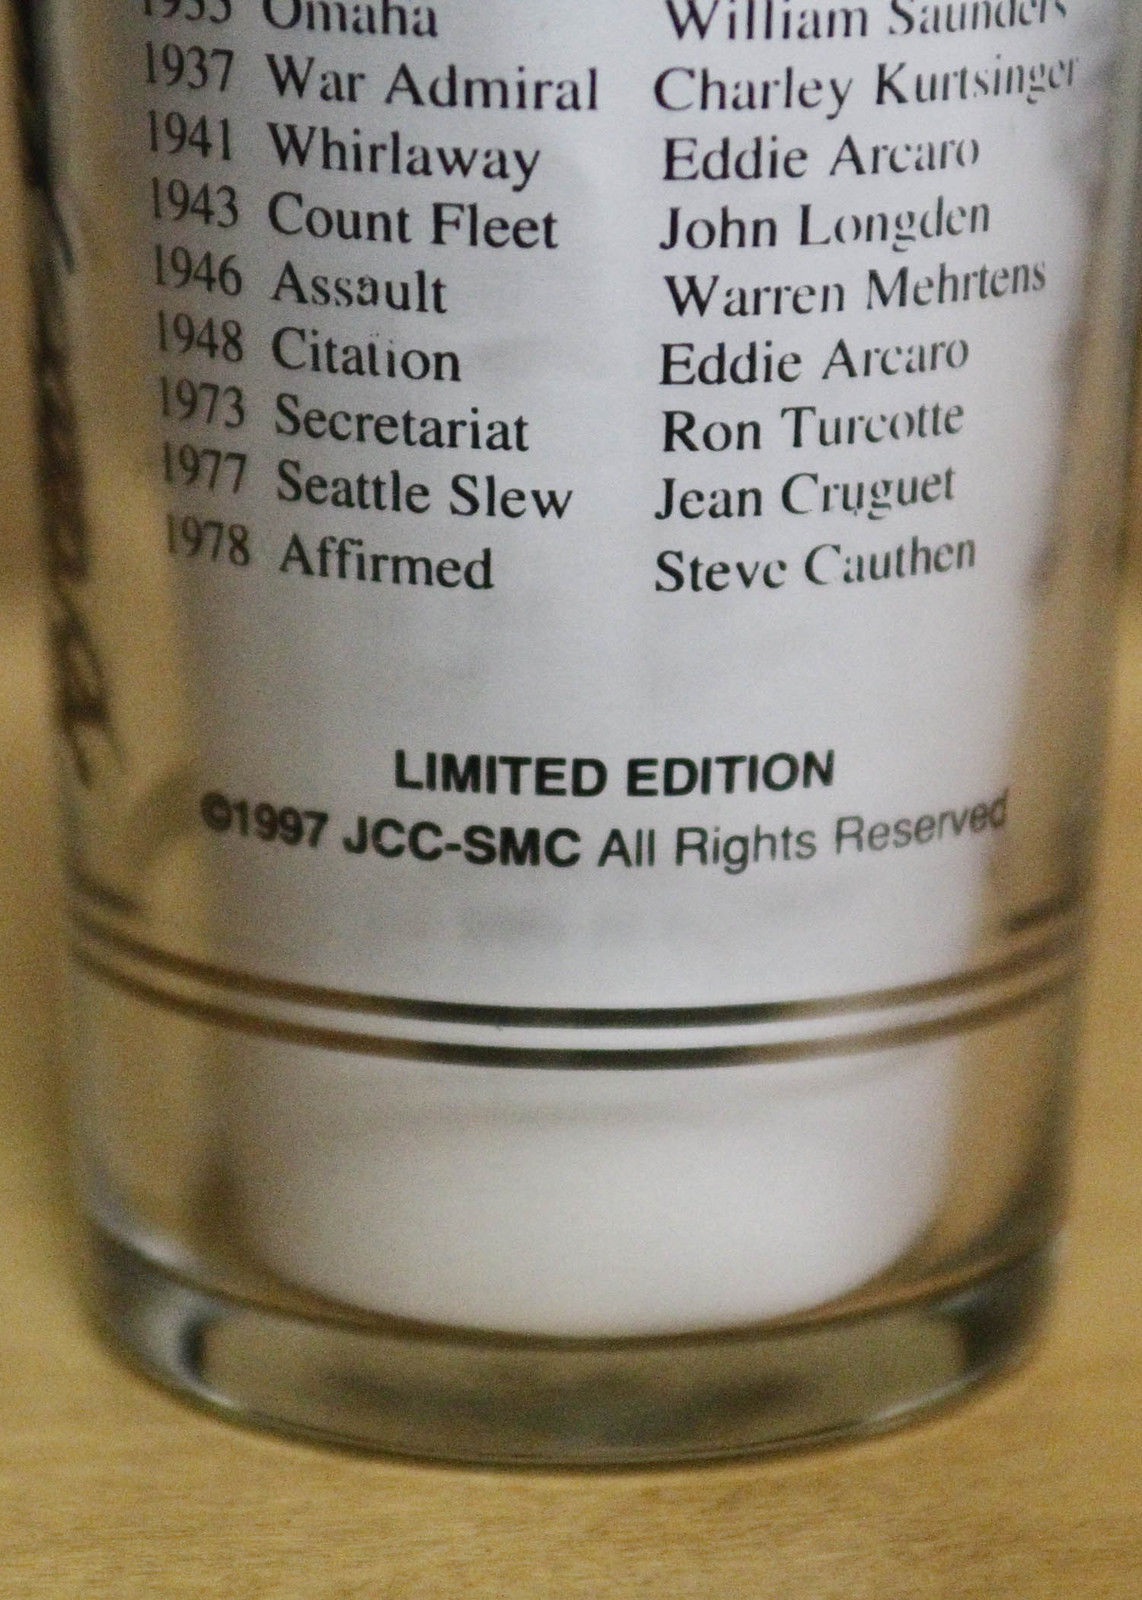 1935 Omaha William Saunders
1937 War Admiral Charley Kurtsinger
1941 Whirlaway Eddie Arcaro
1943 Count Fleet John Longden
1946 Assault Warren Mehrtens
1948 Citation Eddie Arcaro
1973 Secretariat Ron Turcotte
1977 Seattle Slew Jean Cruguet
1978 Affirmed Steve Cauthen
LIMITED EDITION
©1997 JCC-SMC All Rights Reserved